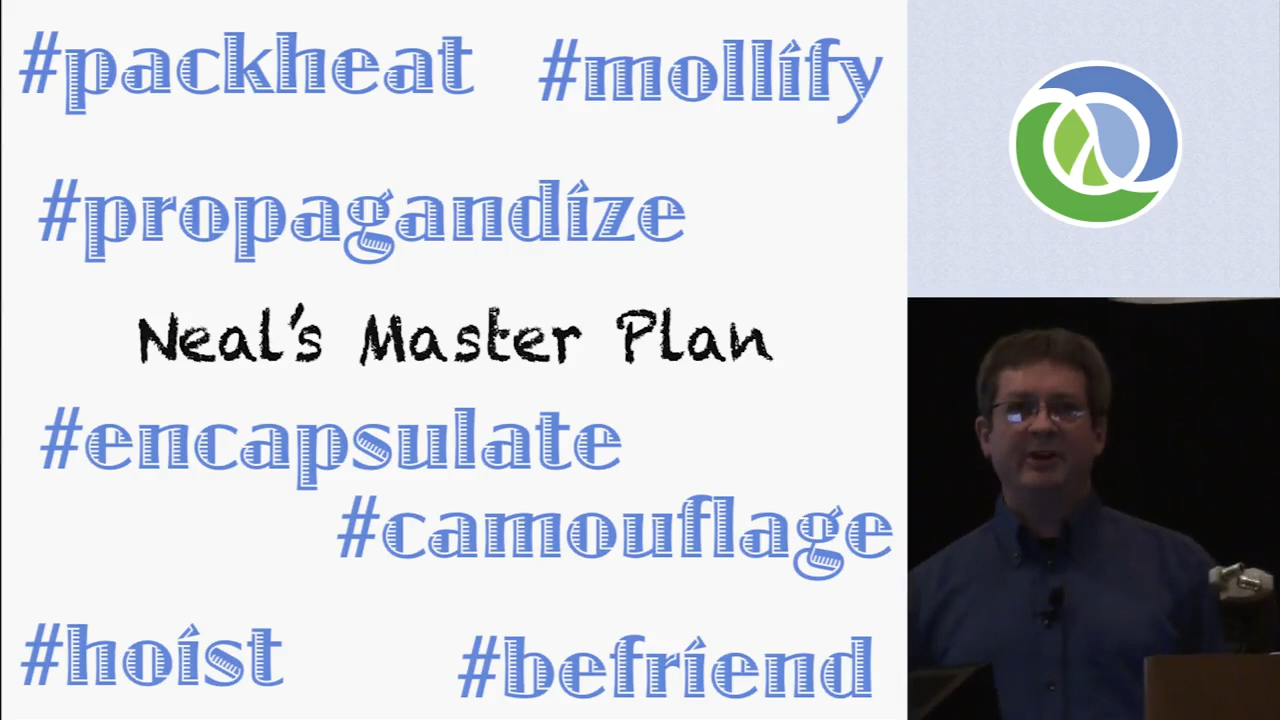 #packheat #mollify
#propagandize
Neal's Master Plan
#encapsulate
#camouflage
#hoist #befriend